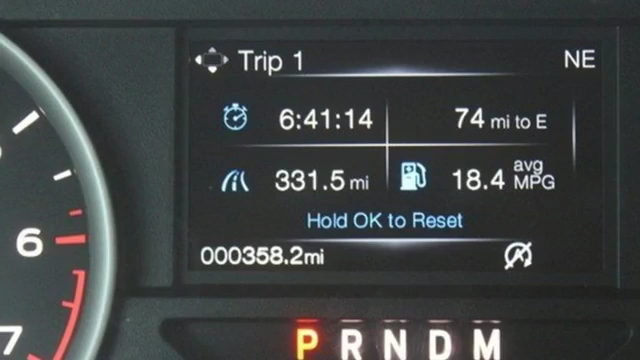 Trip 1 NE
6:41:14 74 mi to E
331.5 mi 18.4 avg MPG
Hold OK to Reset
000358.2mi
6
7
P R N D M